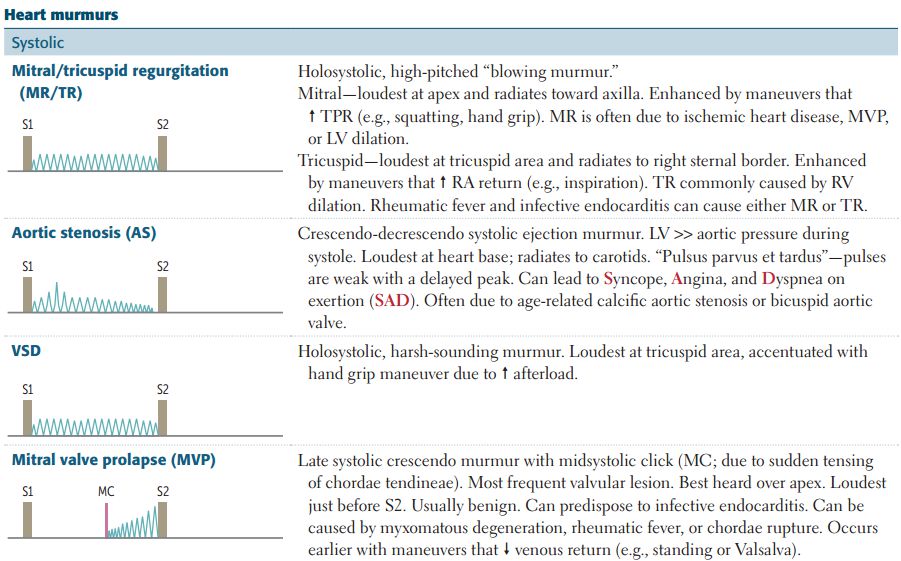 Heart murmurs
Systolic
Mitral/tricuspid regurgitation
(MR/TR)
S1 S2
Holosystolic, high-pitched “blowing murmur.”
Mitral—loudest at apex and radiates toward axilla. Enhanced by maneuvers that
↑ TPR (e.g., squatting, hand grip). MR is often due to ischemic heart disease, MVP,
or LV dilation.
Tricuspid—loudest at tricuspid area and radiates to right sternal border. Enhanced
by maneuvers that ↑ RA return (e.g., inspiration). TR commonly caused by RV
dilation. Rheumatic fever and infective endocarditis can cause either MR or TR.
Aortic stenosis (AS)
S1 S2
Crescendo-decrescendo systolic ejection murmur. LV >> aortic pressure during
systole. Loudest at heart base; radiates to carotids. “Pulsus parvus et tardus”—pulses
are weak with a delayed peak. Can lead to Syncope, Angina, and Dyspnea on
exertion (SAD). Often due to age-related calcific aortic stenosis or bicuspid aortic
valve.
VSD
S1 S2
Holosystolic, harsh-sounding murmur. Loudest at tricuspid area, accentuated with
hand grip maneuver due to ↑ afterload.
Mitral valve prolapse (MVP)
S1 MC S2
Late systolic crescendo murmur with midsystolic click (MC; due to sudden tensing
of chordae tendineae). Most frequent valvular lesion. Best heard over apex. Loudest
just before S2. Usually benign. Can predispose to infective endocarditis. Can be
caused by myxomatous degeneration, rheumatic fever, or chordae rupture. Occurs
earlier with maneuvers that ↓ venous return (e.g., standing or Valsalva).